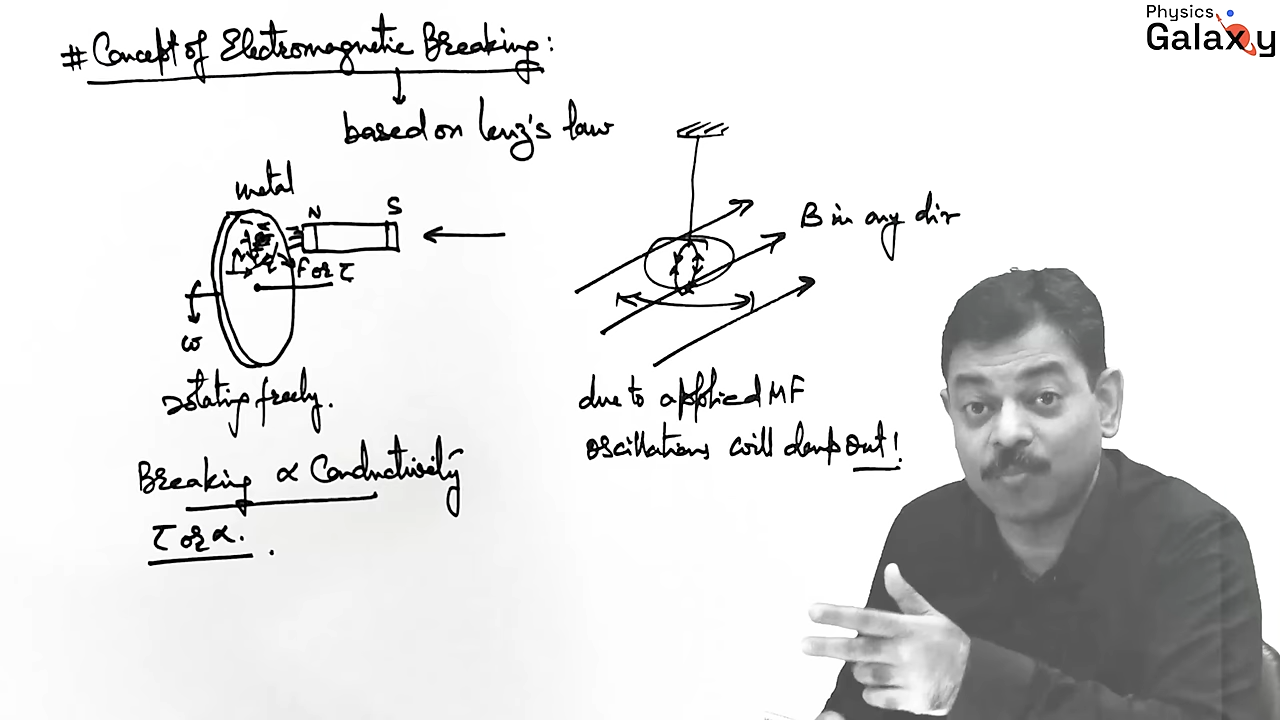 Physics
Galaxy
# Concept of Electromagnetic Breaking:
based on Lenz's law
metal
N
S
F or τ
ω
rotating freely.
Breaking ∝ Conductivity
τ or α.
B in any dir
due to applied MF
oscillations will damp out!